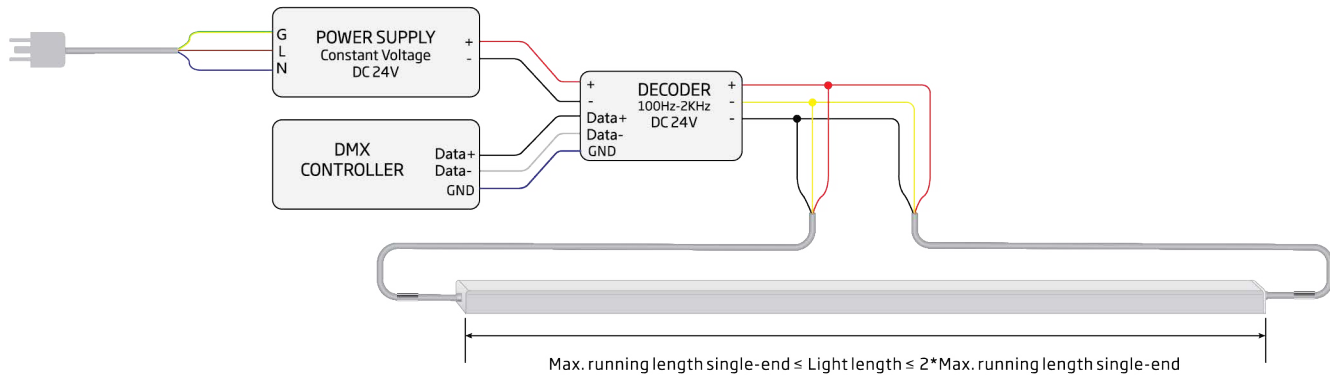 G
L
N
POWER SUPPLY
Constant Voltage
DC 24V
+
-
DMX
CONTROLLER
Data+
Data-
GND
+
-
Data+
Data-
GND
DECODER
100Hz-2KHz
DC 24V
+
-
-
Max. running length single-end ≤ Light length ≤ 2*Max. running length single-end